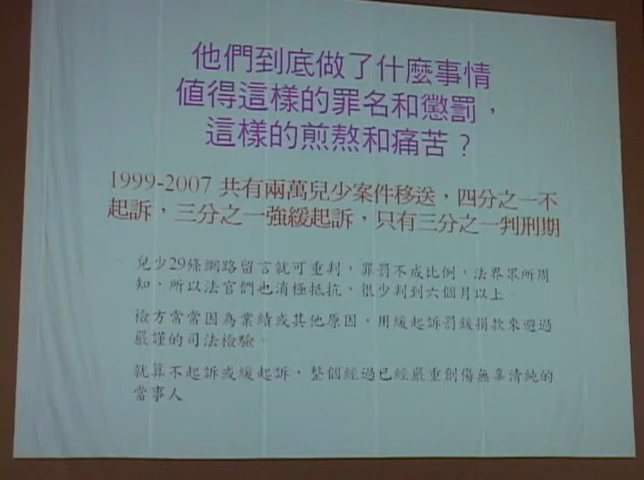 他們到底做了什麼事情
值得這樣的罪名和懲罰，
這樣的煎熬和痛苦？
1999-2007 共有兩萬兒少案件移送，四分之一不
起訴，三分之一強緩起訴，只有三分之一判刑期
兒少29條網路留言就可重判，罪罰不成比例，法界眾所周
知，所以法官們也消極抵抗，很少判到六個月以上。
檢方常常因為業績或其他原因，用緩起訴罰鍰捐款來避過
嚴謹的司法檢驗。
就算不起訴或緩起訴，整個經過已經嚴重創傷無辜清純的
當事人